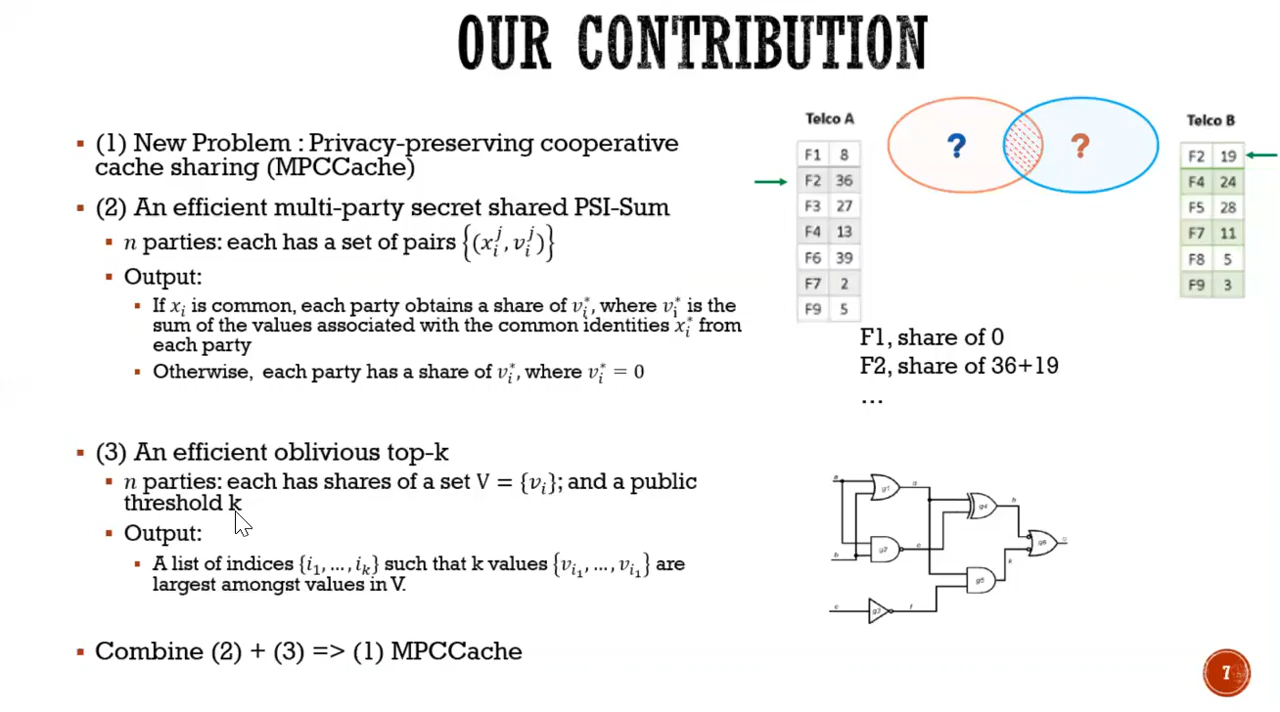 OUR CONTRIBUTION
▪ (1) New Problem : Privacy-preserving cooperative
cache sharing (MPCCache)
▪ (2) An efficient multi-party secret shared PSI-Sum
▪ n parties: each has a set of pairs {(x_i^j, v_i^j)}
▪ Output:
▪ If x_i is common, each party obtains a share of v_i^*, where v_i^* is the
sum of the values associated with the common identities x_i^* from
each party
▪ Otherwise, each party has a share of v_i^*, where v_i^* = 0
▪ (3) An efficient oblivious top-k
▪ n parties: each has shares of a set V = {v_i}; and a public
threshold k
▪ Output:
▪ A list of indices {i_1, ..., i_k} such that k values {v_{i_1}, ..., v_{i_1}} are
largest amongst values in V.
▪ Combine (2) + (3) => (1) MPCCache
Telco A
F1 8
F2 36
F3 27
F4 13
F6 39
F7 2
F9 5
? ?
Telco B
F2 19
F4 24
F5 28
F7 11
F8 5
F9 3
F1, share of 0
F2, share of 36+19
...
g1
g2
g3
g4
g5
7